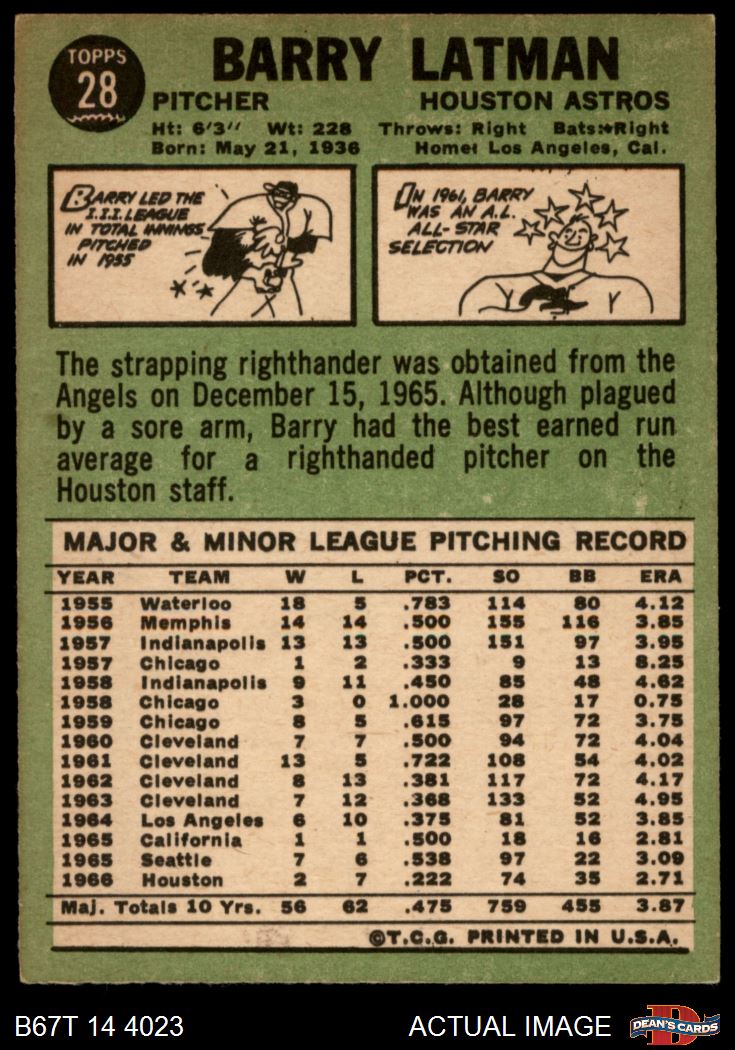 TOPPS
28
BARRY LATMAN
PITCHER HOUSTON ASTROS
Ht: 6'3" Wt: 228 Throws: Right Bats: Right
Born: May 21, 1936 Home: Los Angeles, Cal.
BARRY LED THE
I.I.I. LEAGUE
IN TOTAL INNINGS
PITCHED
IN 1955
IN 1961, BARRY
WAS AN A.L.
ALL-STAR
SELECTION
The strapping righthander was obtained from the
Angels on December 15, 1965. Although plagued
by a sore arm, Barry had the best earned run
average for a righthanded pitcher on the
Houston staff.
MAJOR & MINOR LEAGUE PITCHING RECORD
YEAR TEAM W L PCT. SO BB ERA
1955 Waterloo 18 5 .783 114 80 4.12
1956 Memphis 14 14 .500 155 116 3.85
1957 Indianapolis 13 13 .500 151 97 3.95
1957 Chicago 1 2 .333 9 13 8.25
1958 Indianapolis 9 11 .450 85 48 4.62
1958 Chicago 3 0 1.000 28 17 0.75
1959 Chicago 8 5 .615 97 72 3.75
1960 Cleveland 7 7 .500 94 72 4.04
1961 Cleveland 13 5 .722 108 54 4.02
1962 Cleveland 8 13 .381 117 72 4.17
1963 Cleveland 7 12 .368 133 52 4.95
1964 Los Angeles 6 10 .375 81 52 3.85
1965 California 1 1 .500 18 16 2.81
1965 Seattle 7 6 .538 97 22 3.09
1966 Houston 2 7 .222 74 35 2.71
Maj. Totals 10 Yrs. 56 62 .475 759 455 3.87
©T.C.G. PRINTED IN U.S.A.
B67T 14 4023 ACTUAL IMAGE
D
DEAN'S CARDS